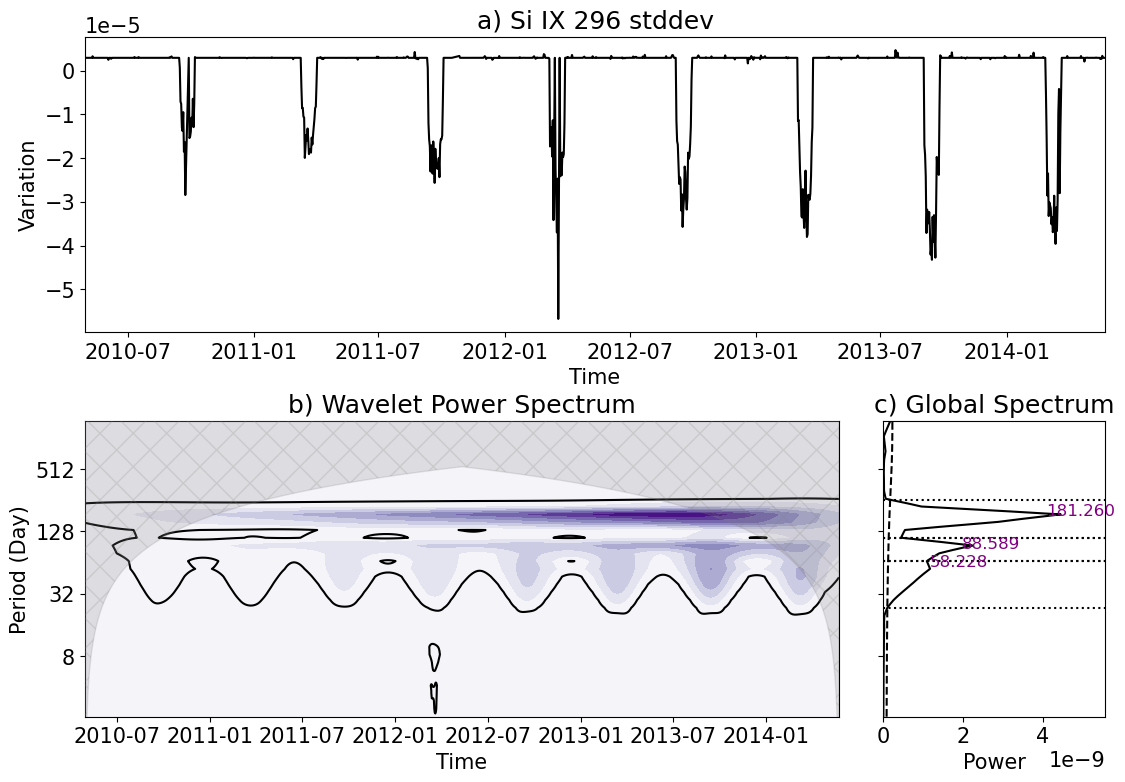 a) Si IX 296 stddev
1e−5
0
−1
−2
−3
−4
−5
Variation
2010-07 2011-01 2011-07 2012-01 2012-07 2013-01 2013-07 2014-01
Time
b) Wavelet Power Spectrum
512
128
32
8
Period (Day)
2010-07 2011-01 2011-07 2012-01 2012-07 2013-01 2013-07 2014-01
Time
c) Global Spectrum
181.260
88.589
58.228
0 2 4
Power 1e−9